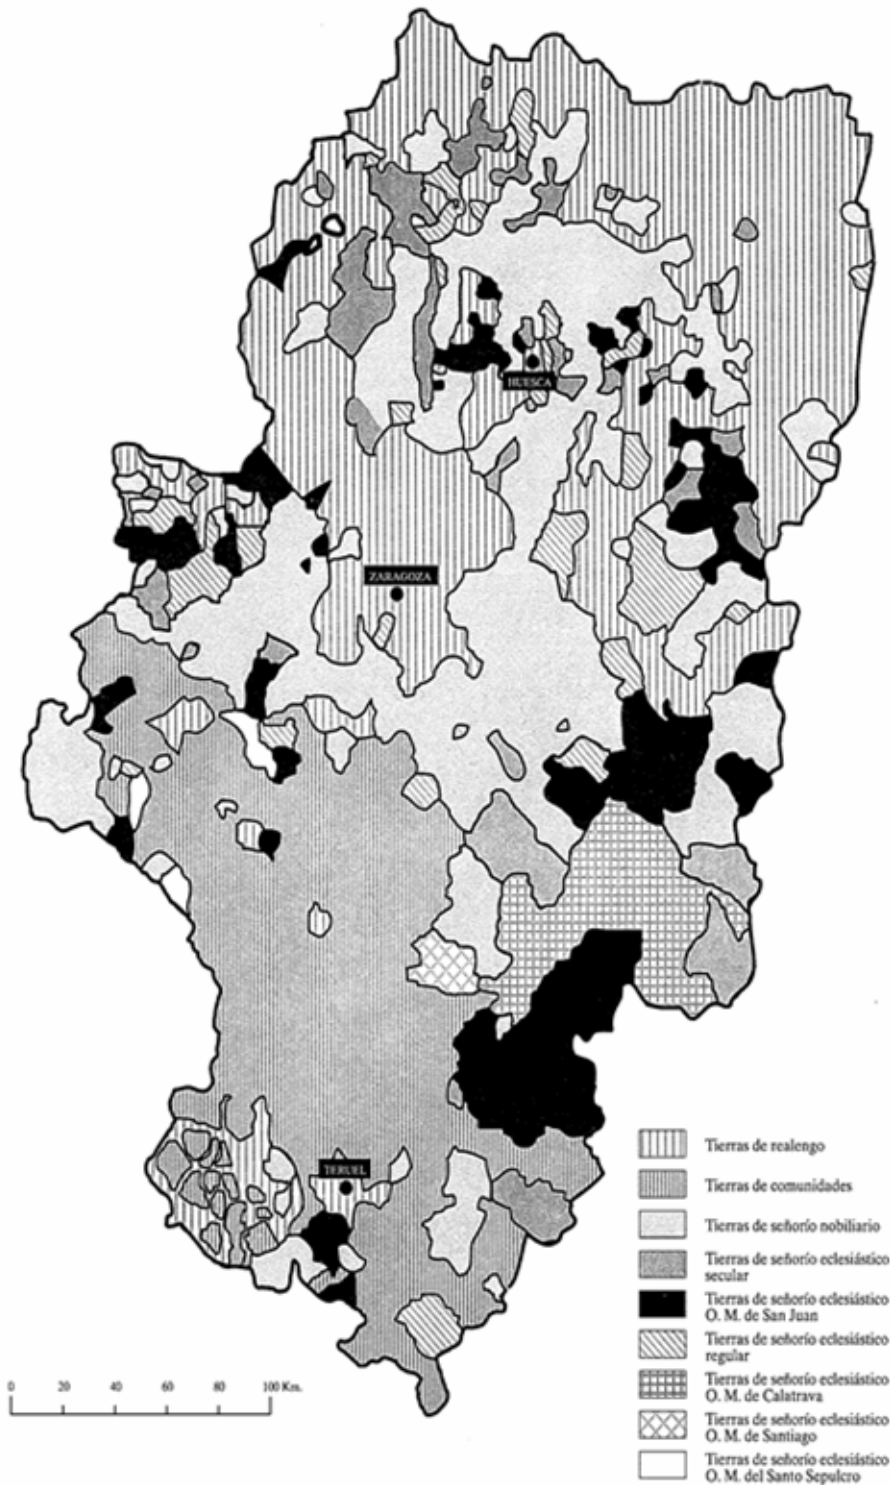 HUESCA
ZARAGOZA
TERUEL
Tierras de realengo
Tierras de comunidades
Tierras de señorío nobiliario
Tierras de señorío eclesiástico
secular
Tierras de señorío eclesiástico
O. M. de San Juan
Tierras de señorío eclesiástico
regular
Tierras de señorío eclesiástico
O. M. de Calatrava
Tierras de señorío eclesiástico
O. M. de Santiago
Tierras de señorío eclesiástico
O. M. del Santo Sepulcro
0 20 40 60 80 100 Km.